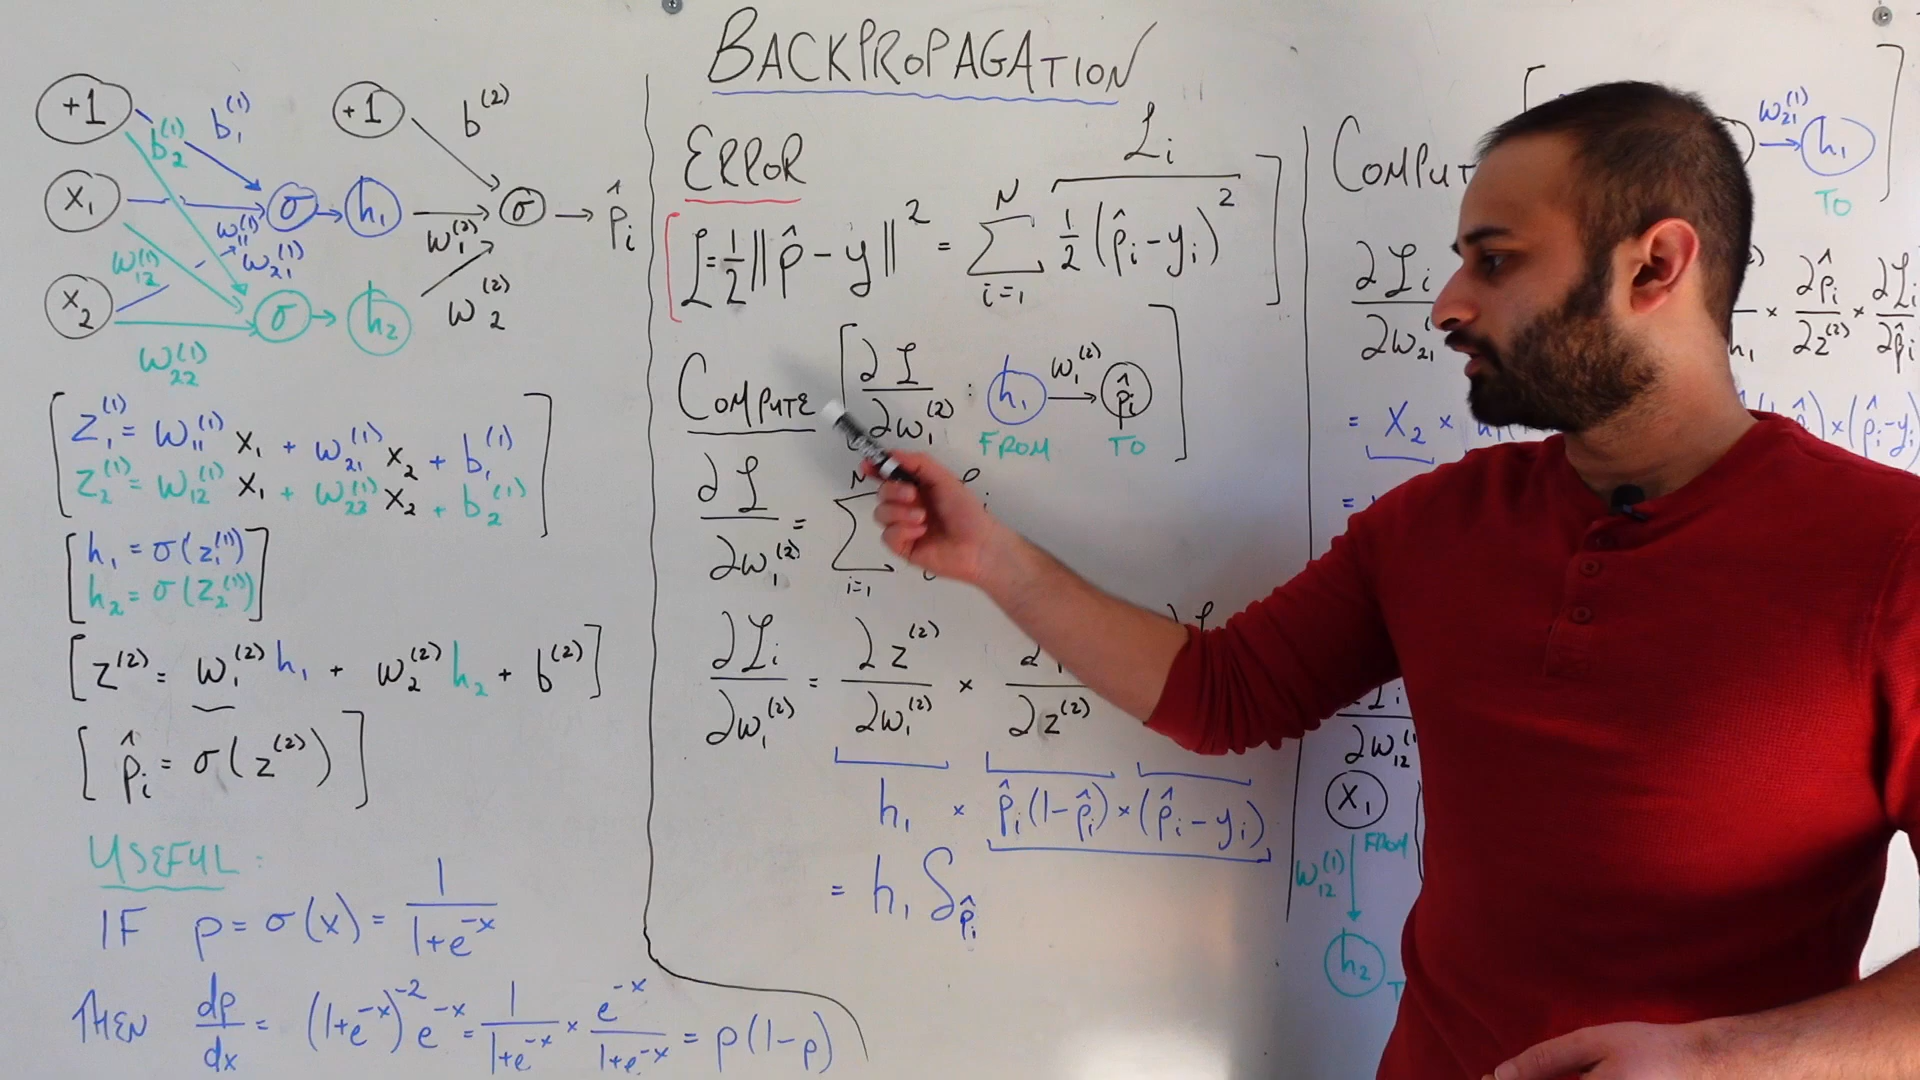 BACKPROPAGATION
+1 b₁⁽¹⁾ b₂⁽¹⁾ +1 b⁽²⁾
x₁ σ h₁ σ p̂ᵢ
w₁₁⁽¹⁾ w₂₁⁽¹⁾ w₁⁽²⁾
w₁₂⁽¹⁾
x₂ σ h₂ w₂⁽²⁾
w₂₂⁽¹⁾
z₁⁽¹⁾ = w₁₁⁽¹⁾ x₁ + w₂₁⁽¹⁾ x₂ + b₁⁽¹⁾
z₂⁽¹⁾ = w₁₂⁽¹⁾ x₁ + w₂₂⁽¹⁾ x₂ + b₂⁽¹⁾
h₁ = σ(z₁⁽¹⁾)
h₂ = σ(z₂⁽¹⁾)
[z⁽²⁾ = w₁⁽²⁾ h₁ + w₂⁽²⁾ h₂ + b⁽²⁾]
[p̂ᵢ = σ(z⁽²⁾)]
USEFUL:
IF p = σ(x) = 1/(1+e⁻ˣ)
THEN dp/dx = (1+e⁻ˣ)⁻² e⁻ˣ = 1/(1+e⁻ˣ) × e⁻ˣ/(1+e⁻ˣ) = p(1-p)
ERROR
ℒᵢ
[ℒ = ½‖p̂ - y‖² = ∑ᵢ₌₁ᴺ ½(p̂ᵢ - yᵢ)²]
COMPUTE [∂ℒ/∂w₁⁽²⁾ : h₁ w₁⁽²⁾ p̂ᵢ]
FROM TO
∂ℒ/∂w₁⁽²⁾ = ∑ᵢ₌₁ᴺ
∂ℒᵢ/∂w₁⁽²⁾ = ∂z⁽²⁾/∂w₁⁽²⁾ × ∂z⁽²⁾
h₁ × p̂ᵢ(1-p̂ᵢ) × (p̂ᵢ - yᵢ)
= h₁ δp̂ᵢ
w₂₁⁽¹⁾ h₁
TO
∂ℒᵢ/∂w₂₁ × ∂p̂ᵢ/∂z⁽²⁾ × ∂ℒᵢ/∂p̂ᵢ
= x₂ × × (p̂ᵢ-yᵢ)
=
∂w₁₂
x₁
FROM
w₁₂⁽¹⁾
h₂